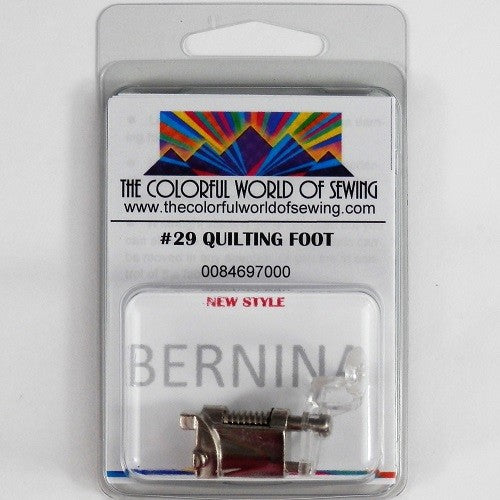 THE COLORFUL WORLD OF SEWING
www.thecolorfulworldofsewing.com
#29 QUILTING FOOT
0084697000
NEW STYLE
BERNINA